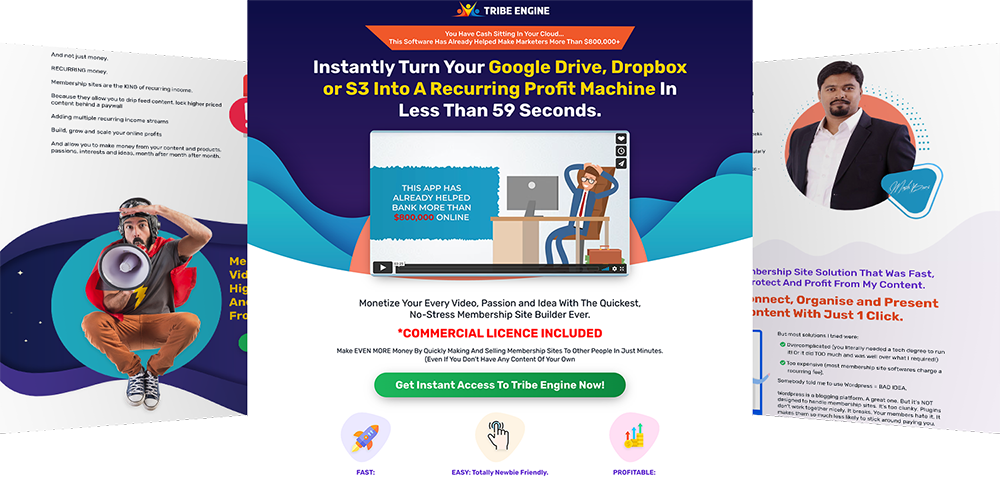 And not just money.
RECURRING money.
Membership sites are the KING of recurring income.
Because they allow you to drip feed content, lock higher priced
content behind a paywall
Adding multiple recurring income streams
Build, grow and scale your online profits
And allow you to make money from your content and products,
passions, interests and ideas, month after month after month.
TRIBE ENGINE
You Have Cash Sitting In Your Cloud...
This Software Has Already Helped Make Marketers More Than $800,000+
Instantly Turn Your Google Drive, Dropbox
or S3 Into A Recurring Profit Machine In
Less Than 59 Seconds.
THIS APP HAS
ALREADY HELPED
BANK MORE THAN
$800,000 ONLINE
Monetize Your Every Video, Passion and Idea With The Quickest,
No-Stress Membership Site Builder Ever.
*COMMERCIAL LICENCE INCLUDED
Make EVEN MORE Money By Quickly Making And Selling Membership Sites To Other People In Just Minutes.
(Even If You Don't Have Any Content Of Your Own
Get Instant Access To Tribe Engine Now!
FAST:
EASY: Totally Newbie Friendly.
PROFITABLE:
Site Solution That Was Fast,
And Profit From My Content.
Organise and Present
With Just 1 Click.
But most solutions I tried were:
Overcomplicated (you literally needed a tech degree to run
it! Or it did TOO much and was well over what I required!)
Too expensive (most membership site softwares charge a
recurring fee).
Somebody told me to use Wordpress = BAD IDEA.
Wordpress is a blogging platform. A great one. But it's NOT
designed to handle membership sites. It's too clunky. Plugins
don't work together nicely. It breaks. Your members hate it. It
makes them so much less likely to stick around paying you.